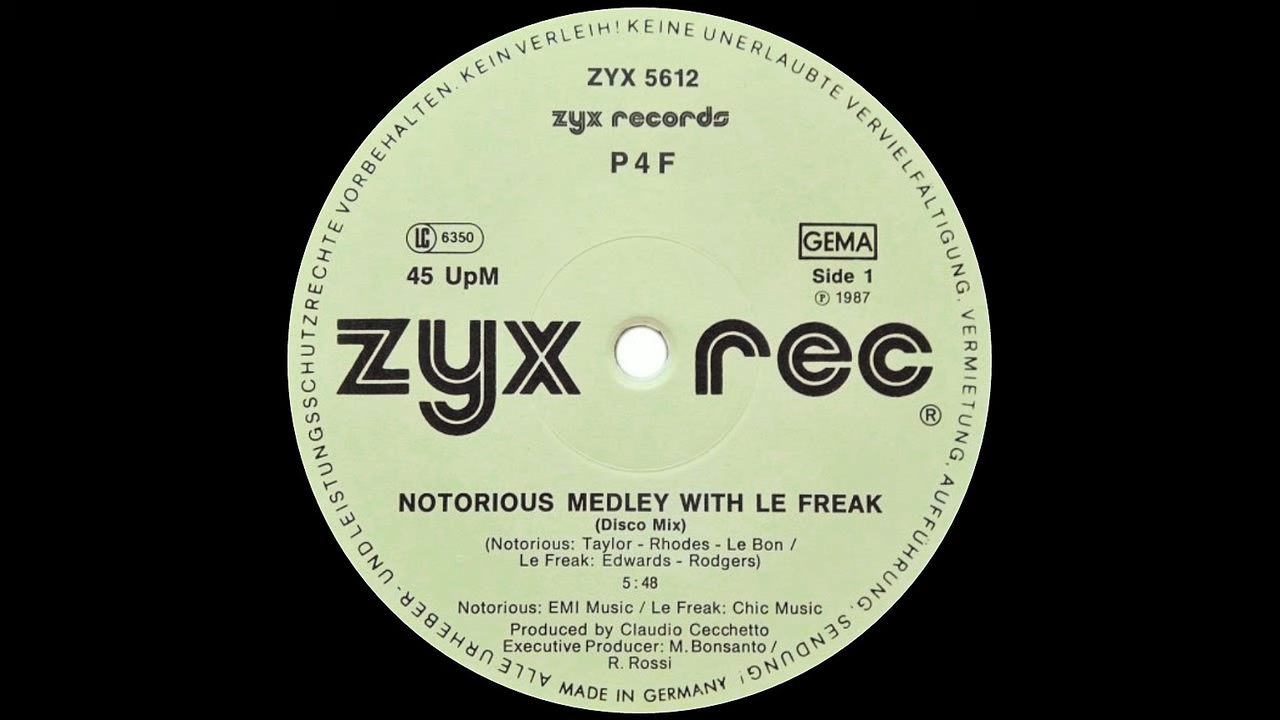 ALLE URHEBER- UND LEISTUNGSSCHUTZRECHTE VORBEHALTEN. KEIN VERLEIH! KEINE UNERLAUBTE VERVIELFÄLTIGUNG, VERMIETUNG, AUFFÜHRUNG, SENDUNG!
ZYX 5612
zyx records
P4F
LC 6350
GEMA
45 UpM
Side 1
Ⓟ 1987
zyx rec
®
NOTORIOUS MEDLEY WITH LE FREAK
(Disco Mix)
(Notorious: Taylor - Rhodes - Le Bon /
Le Freak: Edwards - Rodgers)
5:48
Notorious: EMI Music / Le Freak: Chic Music
Produced by Claudio Cecchetto
Executive Producer: M. Bonsanto /
R. Rossi
MADE IN GERMANY